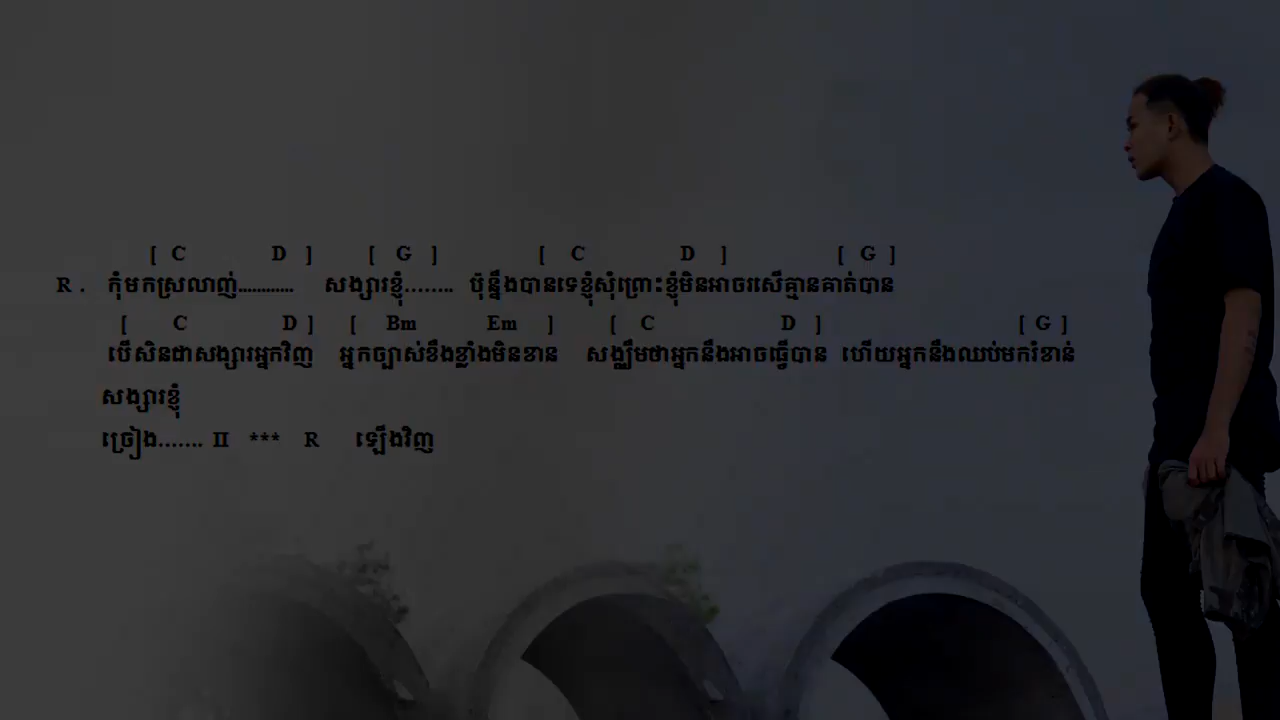 [ C D ] [ G ] [ C D ] [ G ]
R . កុំមកស្រលាញ់............ សង្សារខ្ញុំ........ ប៉ុន្នឹងបានទេខ្ញុំសុំព្រោះខ្ញុំមិនអាចរសើគ្មានគាត់បាន
[ C D ] [ Bm Em ] [ C D ] [ G ]
បើសិនជាសង្សារអ្នកវិញ អ្នកច្បាស់ខឹងខ្លាំងមិនខាន សង្ឃឹមថាអ្នកនឹងអាចធ្វើបាន ហើយអ្នកនឹងឈប់មករំខាន់
សង្សារខ្ញុំ
ច្រៀង....... II *** R ឡើងវិញ